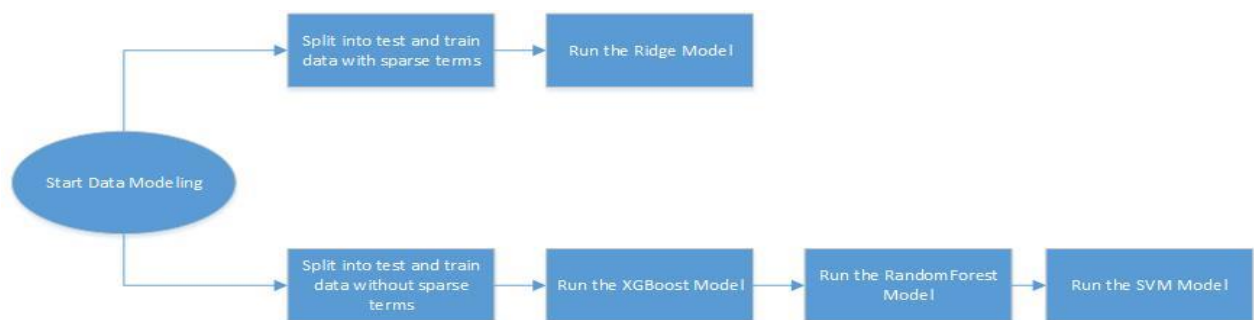 Split into test and train
data with sparse terms
Run the Ridge Model
Start Data Modeling
Split into test and train
data without sparse
terms
Run the XGBoost Model
Run the RandomForest
Model
Run the SVM Model